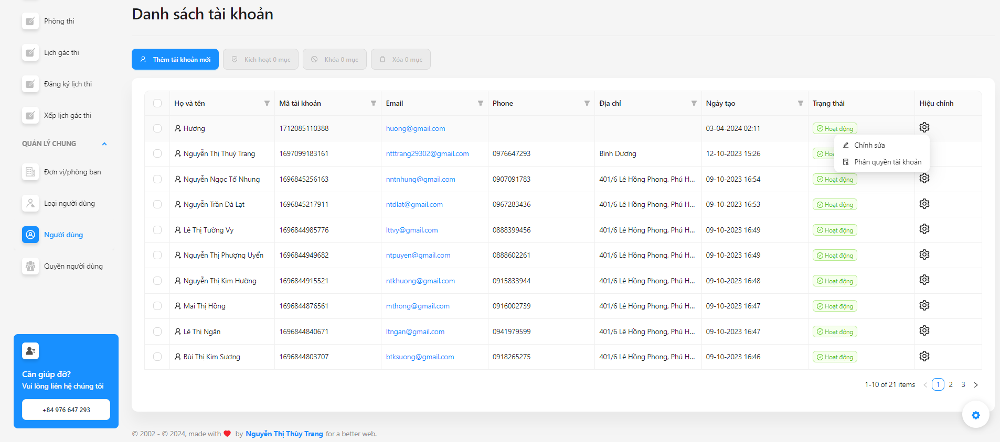 Phòng thi
Lịch gác thi
Đăng ký lịch thi
Xếp lịch gác thi
QUẢN LÝ CHUNG
Đơn vị/phòng ban
Loại người dùng
Người dùng
Quyền người dùng
Cần giúp đỡ?
Vui lòng liên hệ chúng tôi
+84 976 647 293
Danh sách tài khoản
Thêm tài khoản mới Kích hoạt 0 mục Khóa 0 mục Xóa 0 mục
Họ và tên Mã tài khoản Email Phone Địa chỉ Ngày tạo Trạng thái Hiệu chỉnh
Hương 1712085110388 huong@gmail.com 03-04-2024 02:11 Hoạt động
Chỉnh sửa
Phân quyền tài khoản
Nguyễn Thị Thuỳ Trang 1697099183161 ntttrang29302@gmail.com 0976647293 Bình Dương 12-10-2023 15:26 Hoạ
Nguyễn Ngọc Tố Nhung 1696845256163 nntnhung@gmail.com 0907091783 401/6 Lê Hồng Phong, Phú H... 09-10-2023 16:54 Hoạt động
Nguyễn Trần Đà Lạt 1696845217911 ntdlat@gmail.com 0967283436 401/6 Lê Hồng Phong, Phú H... 09-10-2023 16:53 Hoạt động
Lê Thị Tường Vy 1696844985776 lttvy@gmail.com 0888399456 401/6 Lê Hồng Phong, Phú H... 09-10-2023 16:49 Hoạt động
Nguyễn Thị Phượng Uyển 1696844949682 ntpuyen@gmail.com 0888602261 401/6 Lê Hồng Phong, Phú H... 09-10-2023 16:49 Hoạt động
Nguyễn Thị Kim Hường 1696844915521 ntkhuong@gmail.com 0915833944 401/6 Lê Hồng Phong, Phú H... 09-10-2023 16:48 Hoạt động
Mai Thị Hồng 1696844876561 mthong@gmail.com 0916002739 401/6 Lê Hồng Phong, Phú H... 09-10-2023 16:47 Hoạt động
Lê Thị Ngân 1696844840671 ltngan@gmail.com 0941979599 401/6 Lê Hồng Phong, Phú H... 09-10-2023 16:47 Hoạt động
Bùi Thị Kim Sương 1696844803707 btksuong@gmail.com 0918265275 401/6 Lê Hồng Phong, Phú H... 09-10-2023 16:46 Hoạt động
1-10 of 21 items < 1 2 3 >
© 2002 - © 2024, made with by Nguyễn Thị Thùy Trang for a better web.